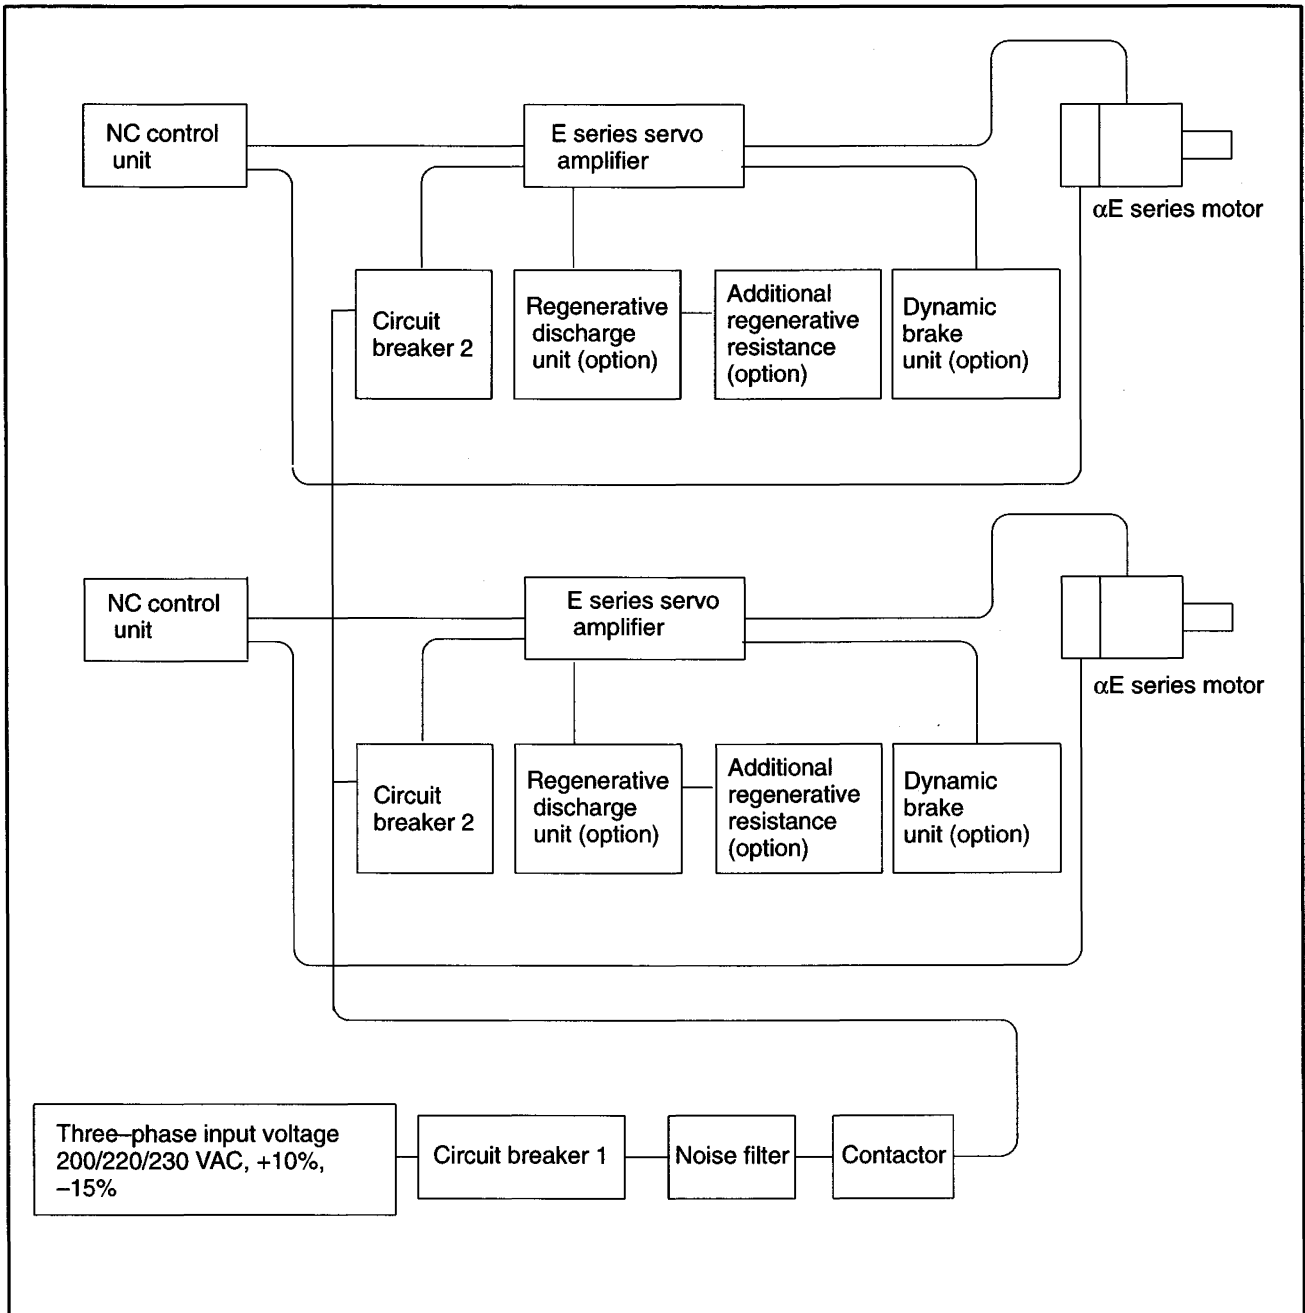 NC control
unit
E series servo
amplifier
αE series motor
Circuit
breaker 2
Regenerative
discharge
unit (option)
Additional
regenerative
resistance
(option)
Dynamic
brake
unit (option)
NC control
unit
E series servo
amplifier
αE series motor
Circuit
breaker 2
Regenerative
discharge
unit (option)
Additional
regenerative
resistance
(option)
Dynamic
brake
unit (option)
Three–phase input voltage
200/220/230 VAC, +10%,
–15%
Circuit breaker 1
Noise filter
Contactor